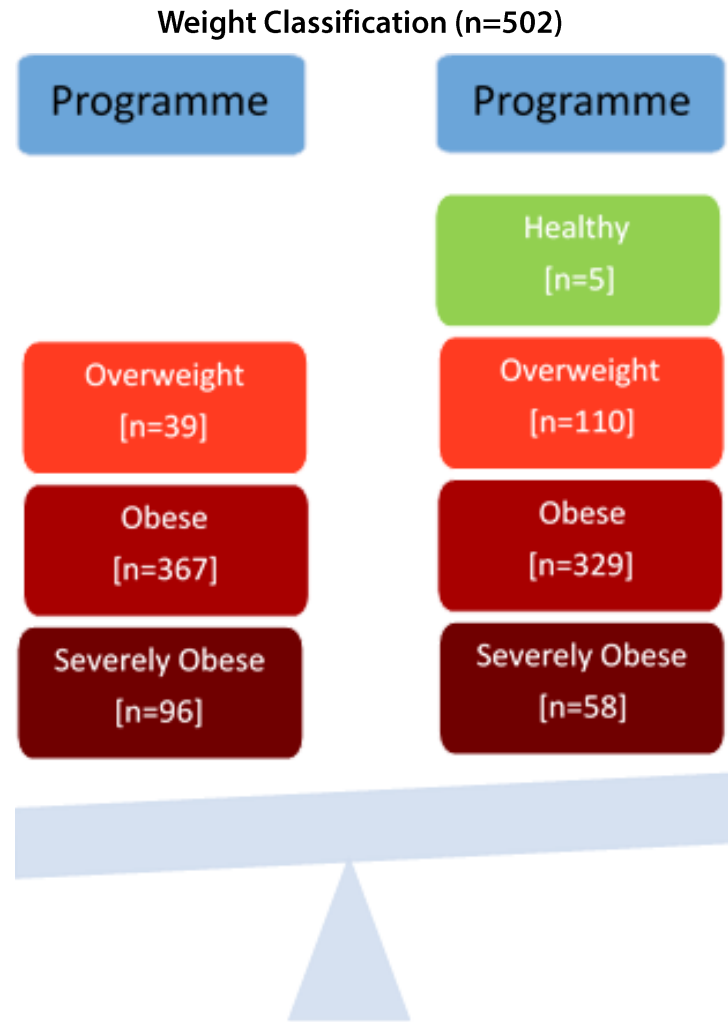 Weight Classification (n=502)
Programme
Programme
Healthy
[n=5]
Overweight
[n=39]
Overweight
[n=110]
Obese
[n=367]
Obese
[n=329]
Severely Obese
[n=96]
Severely Obese
[n=58]